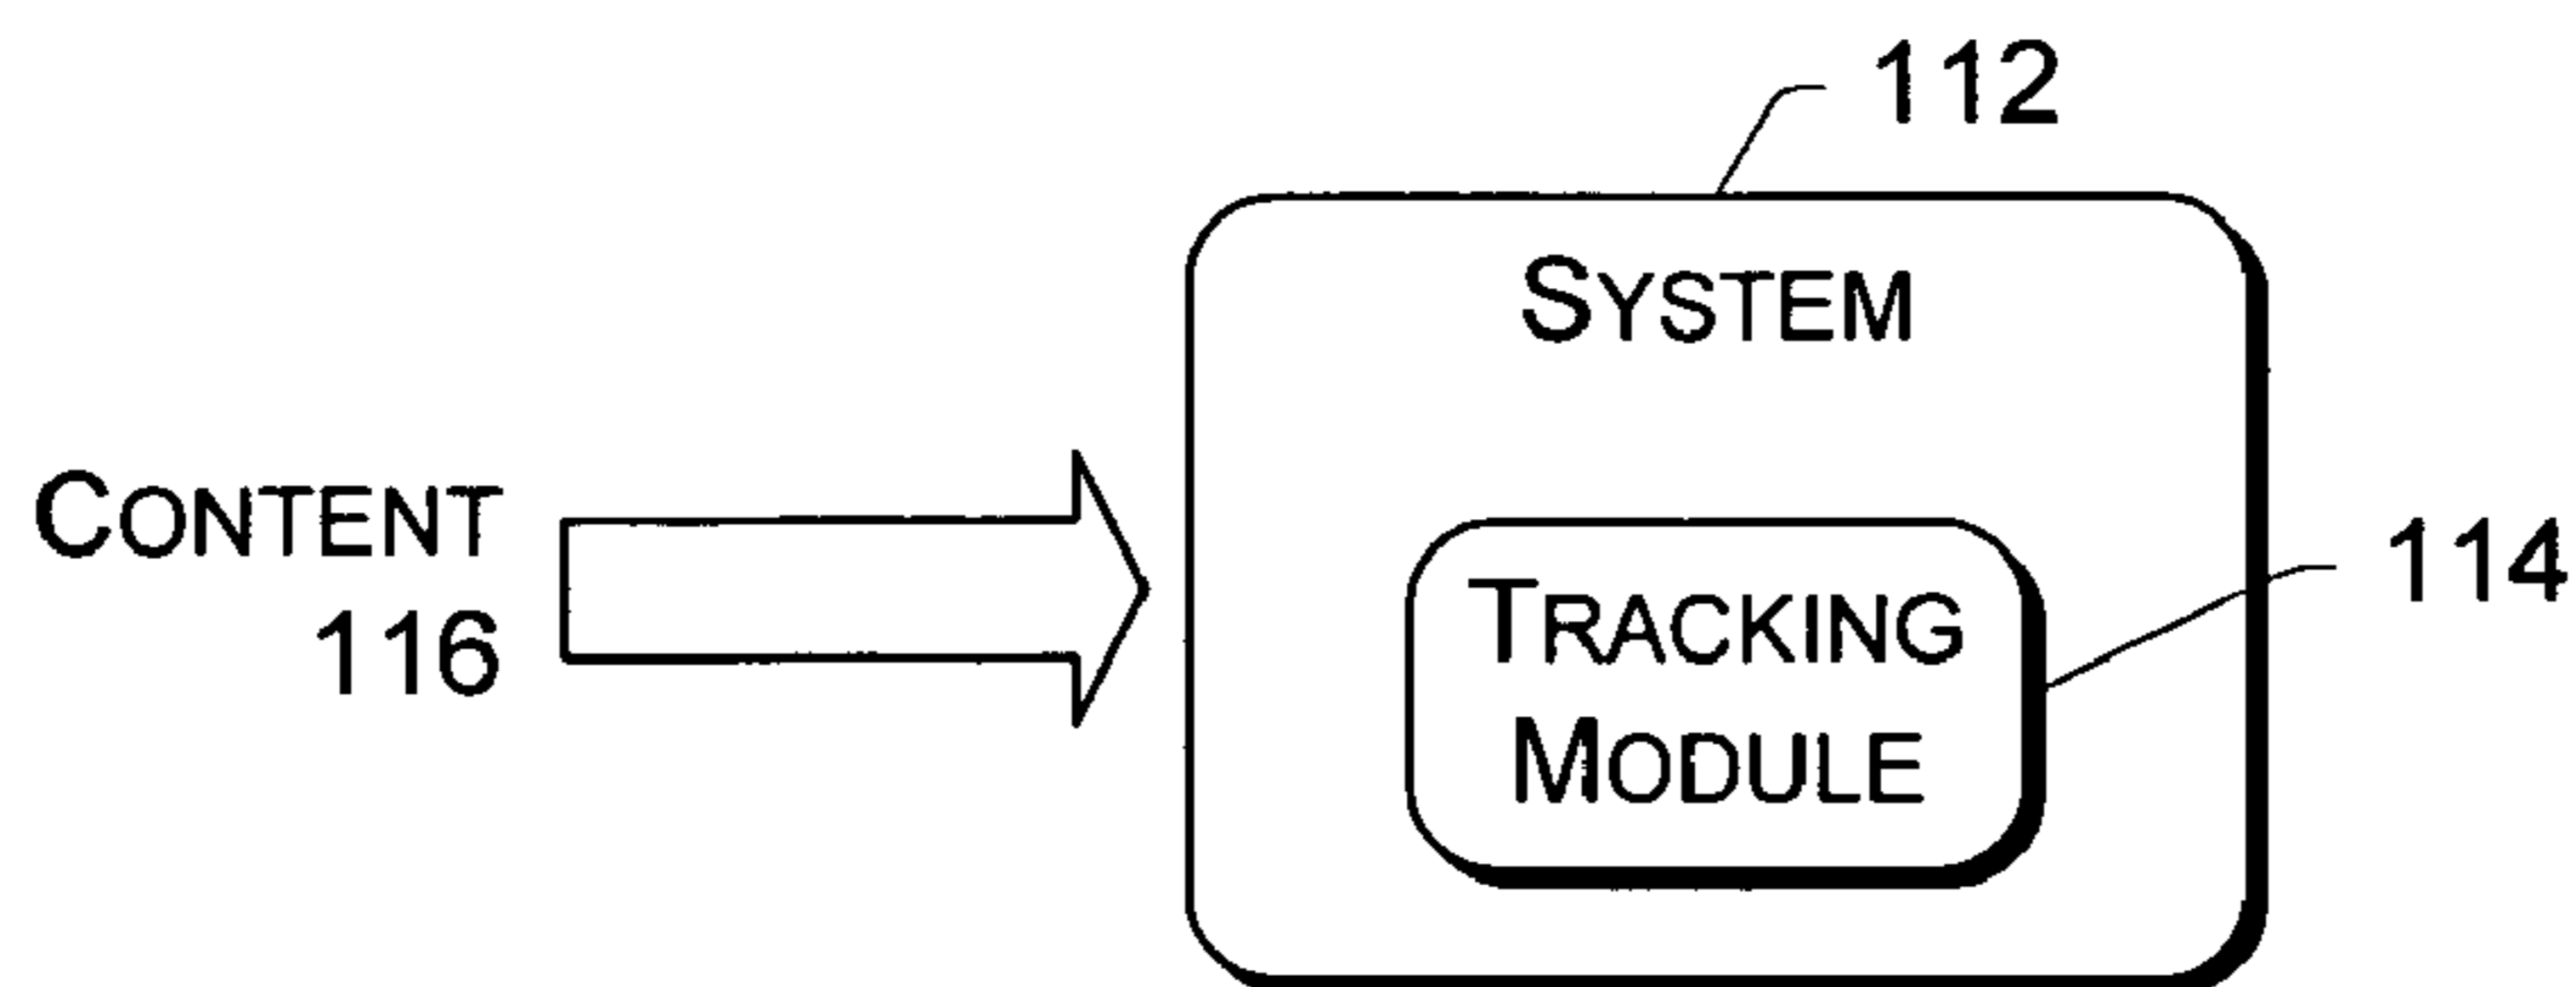 112
SYSTEM
CONTENT
116
114
TRACKING
MODULE